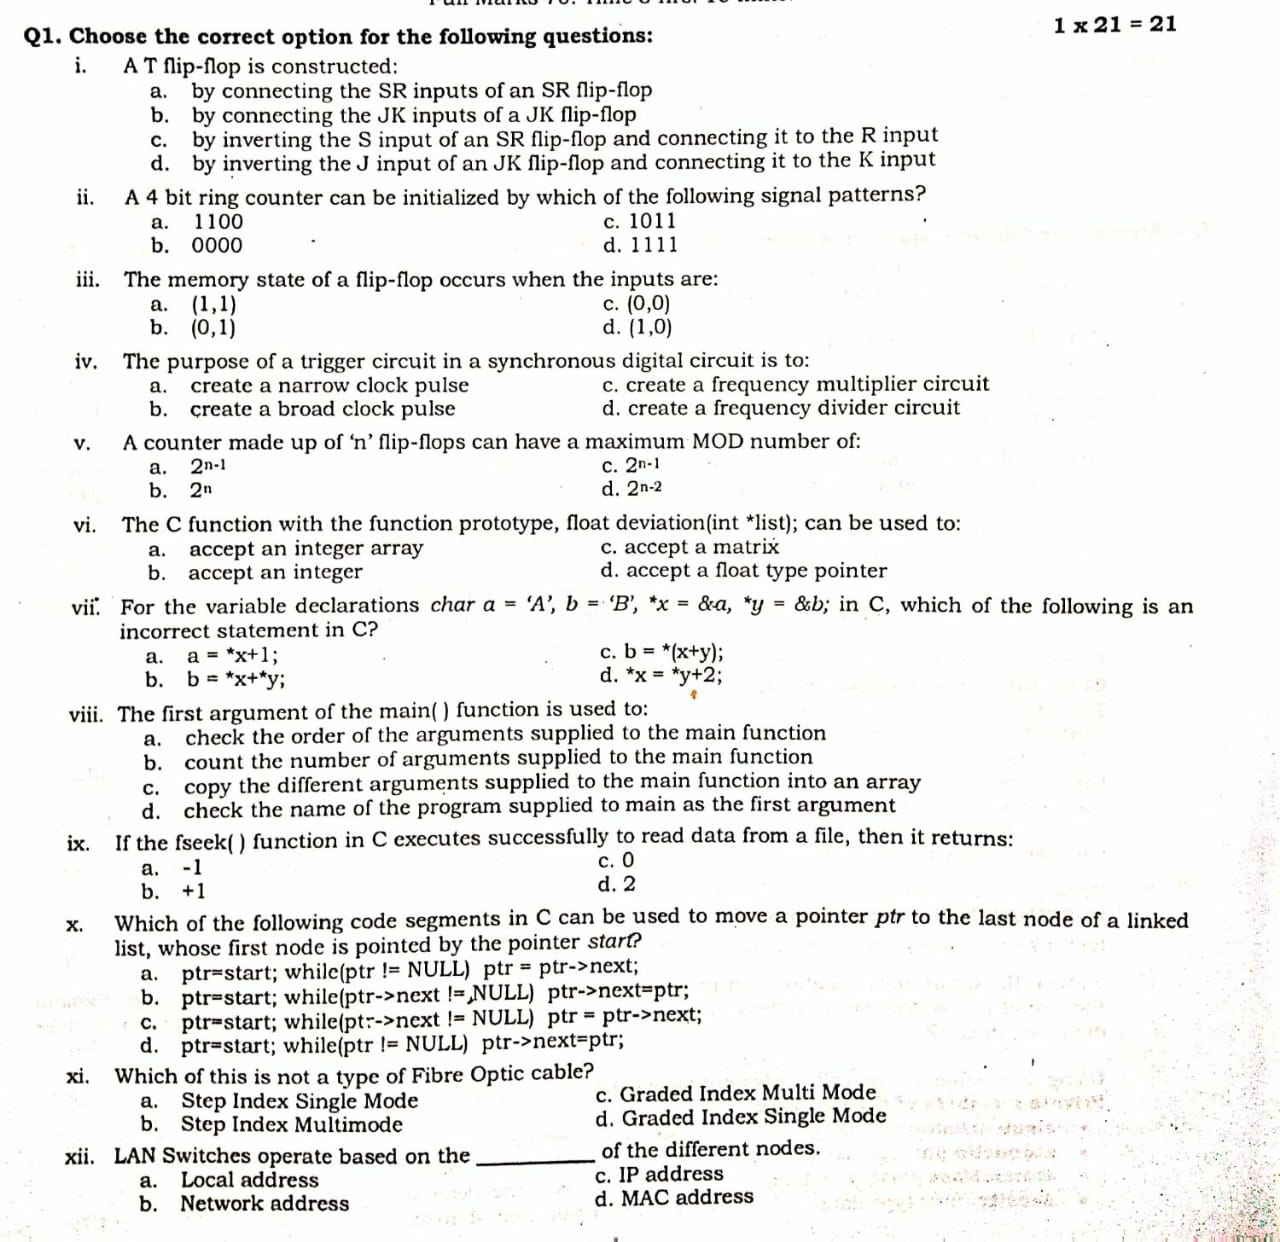 Q1. Choose the correct option for the following questions: 1 x 21 = 21
i. A T flip-flop is constructed:
a. by connecting the SR inputs of an SR flip-flop
b. by connecting the JK inputs of a JK flip-flop
c. by inverting the S input of an SR flip-flop and connecting it to the R input
d. by inverting the J input of an JK flip-flop and connecting it to the K input
ii. A 4 bit ring counter can be initialized by which of the following signal patterns?
a. 1100 c. 1011
b. 0000 d. 1111
iii. The memory state of a flip-flop occurs when the inputs are:
a. (1,1) c. (0,0)
b. (0,1) d. (1,0)
iv. The purpose of a trigger circuit in a synchronous digital circuit is to:
a. create a narrow clock pulse c. create a frequency multiplier circuit
b. create a broad clock pulse d. create a frequency divider circuit
v. A counter made up of ‘n’ flip-flops can have a maximum MOD number of:
a. 2ⁿ⁻¹ c. 2ⁿ⁻¹
b. 2ⁿ d. 2ⁿ⁻²
vi. The C function with the function prototype, float deviation(int *list); can be used to:
a. accept an integer array c. accept a matrix
b. accept an integer d. accept a float type pointer
vii. For the variable declarations char a = ‘A’, b = ‘B’, *x = &a, *y = &b; in C, which of the following is an
incorrect statement in C?
a. a = *x+1; c. b = *(x+y);
b. b = *x+*y; d. *x = *y+2;
viii. The first argument of the main( ) function is used to:
a. check the order of the arguments supplied to the main function
b. count the number of arguments supplied to the main function
c. copy the different arguments supplied to the main function into an array
d. check the name of the program supplied to main as the first argument
ix. If the fseek( ) function in C executes successfully to read data from a file, then it returns:
a. -1 c. 0
b. +1 d. 2
x. Which of the following code segments in C can be used to move a pointer ptr to the last node of a linked
list, whose first node is pointed by the pointer start?
a. ptr=start; while(ptr != NULL) ptr = ptr->next;
b. ptr=start; while(ptr->next != NULL) ptr->next=ptr;
c. ptr=start; while(ptr->next != NULL) ptr = ptr->next;
d. ptr=start; while(ptr != NULL) ptr->next=ptr;
xi. Which of this is not a type of Fibre Optic cable?
a. Step Index Single Mode c. Graded Index Multi Mode
b. Step Index Multimode d. Graded Index Single Mode
xii. LAN Switches operate based on the __________ of the different nodes.
a. Local address c. IP address
b. Network address d. MAC address